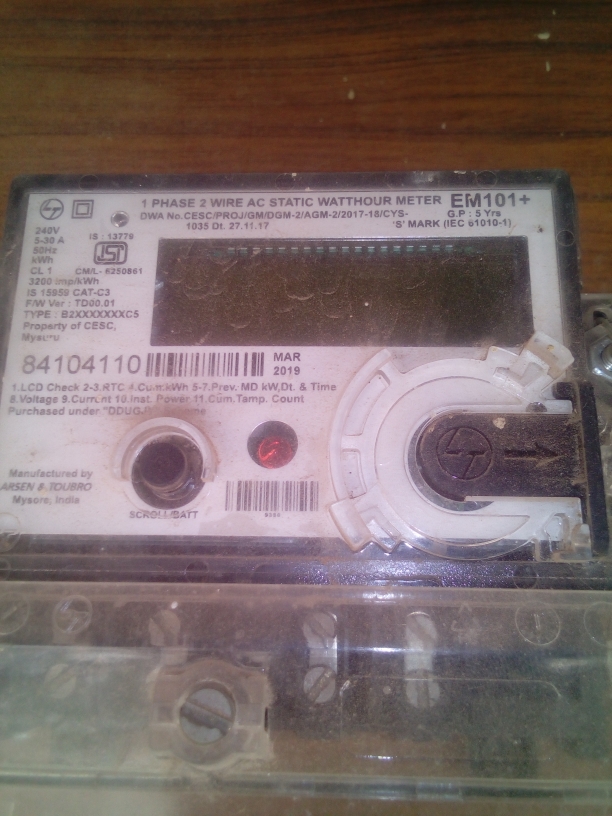 1 PHASE 2 WIRE AC STATIC WATTHOUR METER EM101+
DWA No.CESC/PROJ/GM/DGM-2/AGM-2/2017-18/CYS-
1035 Dt. 27.11.17
G.P : 5 Yrs
'S' MARK (IEC 61010-1)
240V
5-30 A
50Hz
kWh
CL 1
3200 imp/kWh
IS : 13779
ISI
CM/L- 6250861
IS 15959 CAT-C3
F/W Ver : TD00.01
TYPE : B2XXXXXXXC5
Property of CESC,
Mysuru
84104110
MAR
2019
1.LCD Check 2-3.RTC 4.Cum.kWh 5-7.Prev. MD kW,Dt. & Time
8.Voltage 9.Current 10.Inst. Power 11.Cum.Tamp. Count
Purchased under
Manufactured by
ARSEN & TOUBRO
Mysore, India
SCROLL/BATT